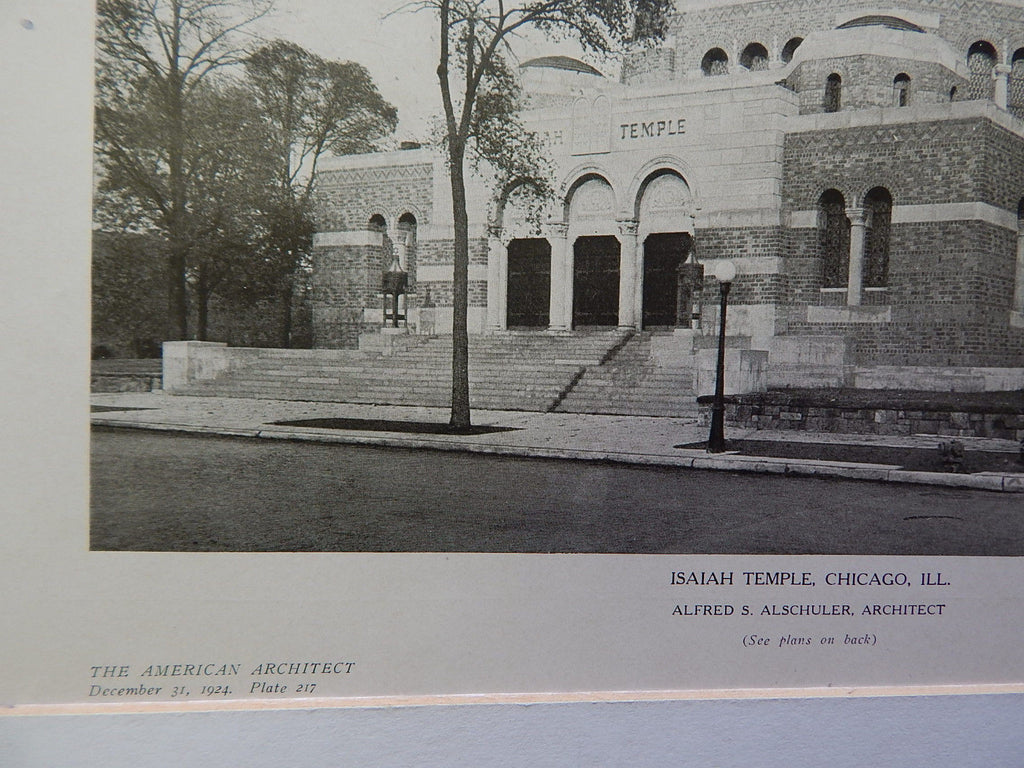 TEMPLE
ISAIAH TEMPLE, CHICAGO, ILL.
ALFRED S. ALSCHULER, ARCHITECT
(See plans on back)
THE AMERICAN ARCHITECT
December 31, 1924. Plate 217